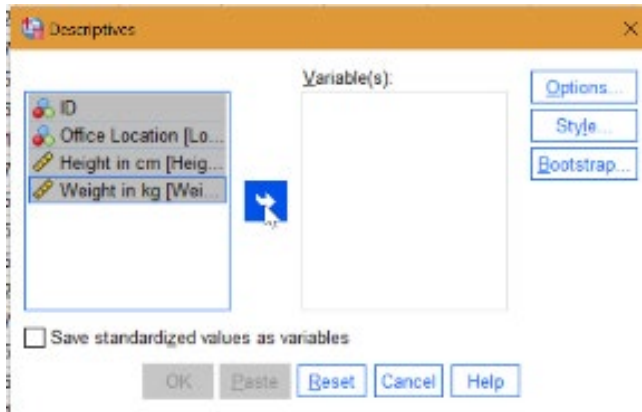 Descriptives
Variable(s):
ID
Office Location [Lo...
Height in cm [Heig...
Weight in kg [Wei...
Options...
Style...
Bootstrap...
Save standardized values as variables
OK Paste Reset Cancel Help